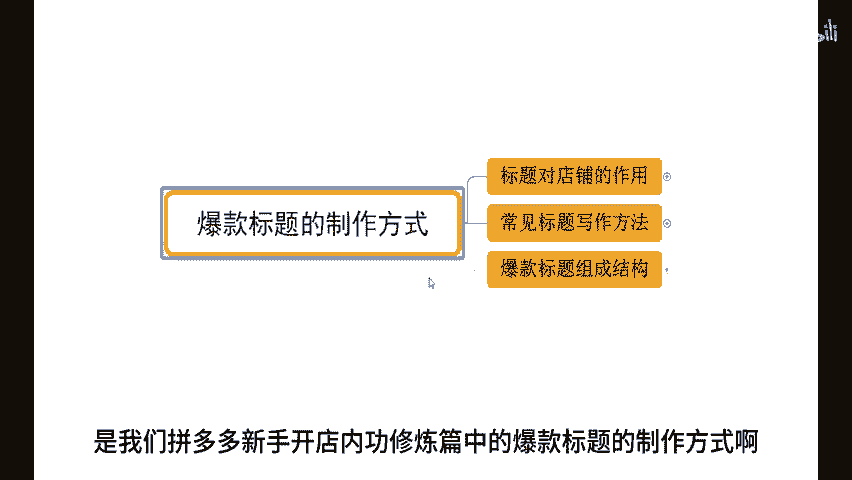 标题对店铺的作用
爆款标题的制作方式
常见标题写作方法
爆款标题组成结构
是我们拼多多新手开店内功修炼篇中的爆款标题的制作方式啊